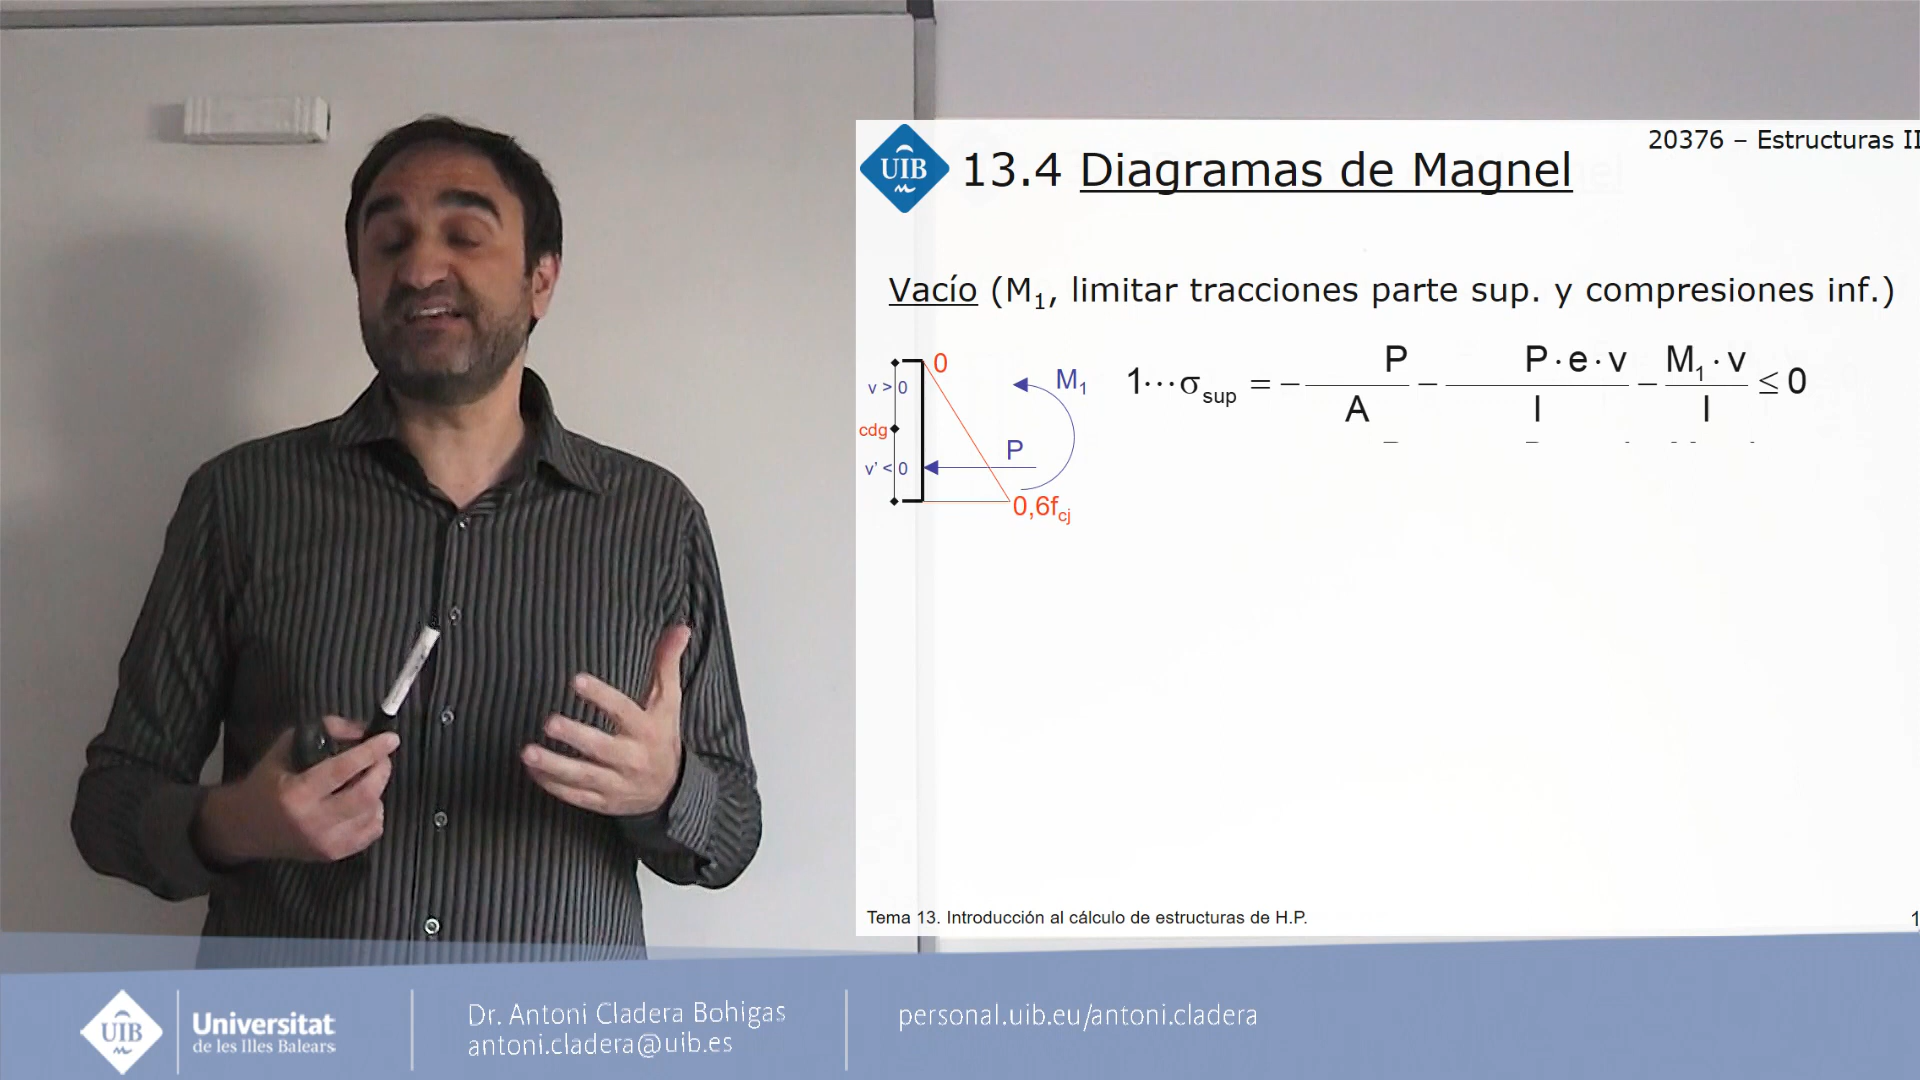 20376 – Estructuras II
UIB
13.4 Diagramas de Magnel
Vacío (M₁, limitar tracciones parte sup. y compresiones inf.)
0
v > 0
M₁
cdg
P
v' < 0
0,6f_cj
1···σ_sup = − P/A − P·e·v/I − M₁·v/I ≤ 0
Tema 13. Introducción al cálculo de estructuras de H.P.
1
UIB
Universitat
de les Illes Balears
Dr. Antoni Cladera Bohigas
antoni.cladera@uib.es
personal.uib.eu/antoni.cladera